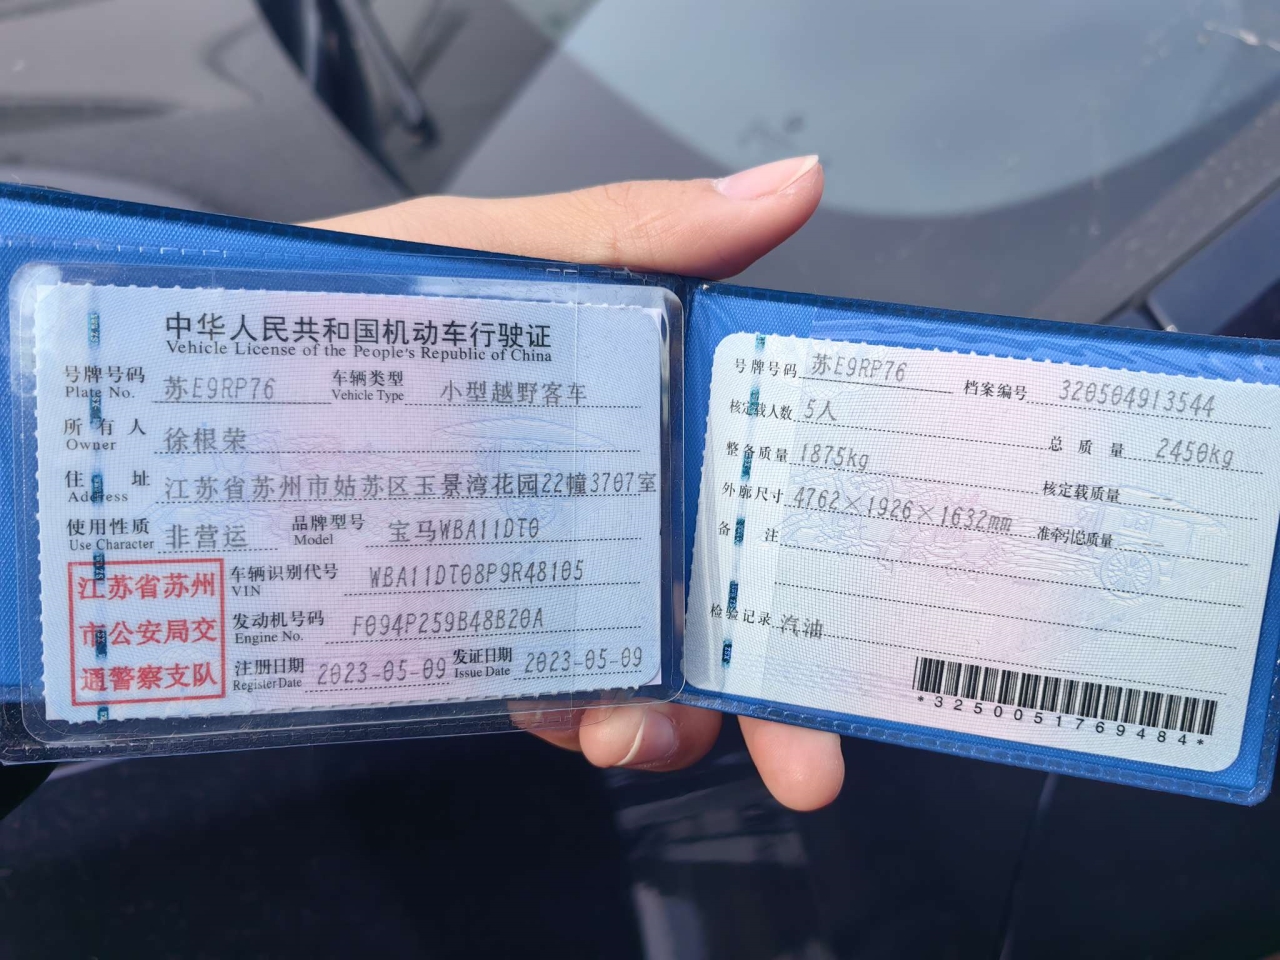 中华人民共和国机动车行驶证
Vehicle License of the People's Republic of China
号牌号码 苏E9RP76 车辆类型 小型越野客车
Plate No. Vehicle Type
所有人 徐根荣
Owner
住址 江苏省苏州市姑苏区玉景湾花园22幢3707室
Address
使用性质 非营运 品牌型号 宝马WBA11DT0
Use Character Model
江苏省苏州
市公安局交
通警察支队
车辆识别代号 WBA11DT08P9R48105
VIN
发动机号码 F094P259B48B20A
Engine No.
注册日期 2023-05-09 发证日期 2023-05-09
Register Date Issue Date
号牌号码 苏E9RP76 档案编号 320504913544
核定载人数 5人 总质量 2450kg
整备质量 1875kg 核定载质量 --
外廓尺寸 4762×1926×1632mm 准牵引总质量 --
备注
检验记录 汽油
*3250051769484*